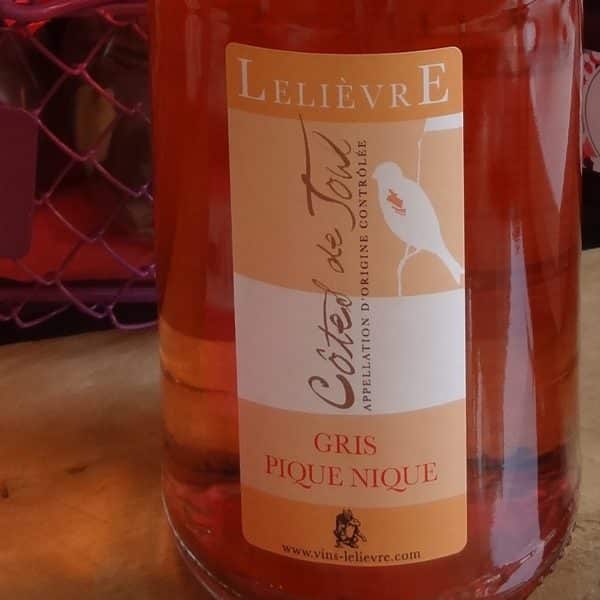 LELIÈVRE
Côtes de Toul
APPELLATION D'ORIGINE CONTRÔLÉE
GRIS
PIQUE NIQUE
www.vins-lelievre.com